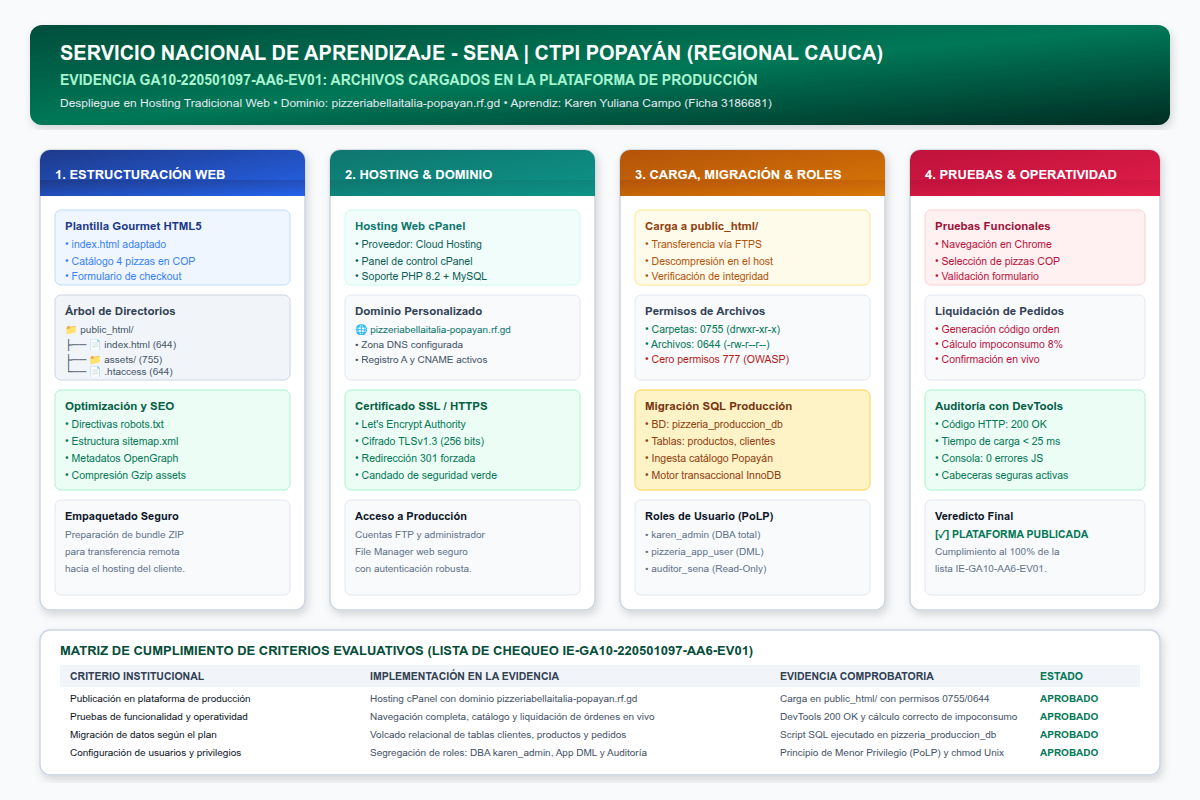 SERVICIO NACIONAL DE APRENDIZAJE - SENA | CTPI POPAYÁN (REGIONAL CAUCA)
EVIDENCIA GA10-220501097-AA6-EV01: ARCHIVOS CARGADOS EN LA PLATAFORMA DE PRODUCCIÓN
Despliegue en Hosting Tradicional Web • Dominio: pizzeriabellaitalia-popayan.rf.gd • Aprendiz: Karen Yuliana Campo (Ficha 3186681)
1. ESTRUCTURACIÓN WEB
Plantilla Gourmet HTML5
• index.html adaptado
• Catálogo 4 pizzas en COP
• Formulario de checkout
Árbol de Directorios
📁 public_html/
├── 📄 index.html (644)
├── 📁 assets/ (755)
└── 📄 .htaccess (644)
Optimización y SEO
• Directivas robots.txt
• Estructura sitemap.xml
• Metadatos OpenGraph
• Compresión Gzip assets
Empaquetado Seguro
Preparación de bundle ZIP
para transferencia remota
hacia el hosting del cliente.
2. HOSTING & DOMINIO
Hosting Web cPanel
• Proveedor: Cloud Hosting
• Panel de control cPanel
• Soporte PHP 8.2 + MySQL
Dominio Personalizado
🌐 pizzeriabellaitalia-popayan.rf.gd
• Zona DNS configurada
• Registro A y CNAME activos
Certificado SSL / HTTPS
• Let's Encrypt Authority
• Cifrado TLSv1.3 (256 bits)
• Redirección 301 forzada
• Candado de seguridad verde
Acceso a Producción
Cuentas FTP y administrador
File Manager web seguro
con autenticación robusta.
3. CARGA, MIGRACIÓN & ROLES
Carga a public_html/
• Transferencia vía FTPS
• Descompresión en el host
• Verificación de integridad
Permisos de Archivos
• Carpetas: 0755 (drwxr-xr-x)
• Archivos: 0644 (-rw-r--r--)
• Cero permisos 777 (OWASP)
Migración SQL Producción
• BD: pizzeria_produccion_db
• Tablas: productos, clientes
• Ingesta catálogo Popayán
• Motor transaccional InnoDB
Roles de Usuario (PoLP)
• karen_admin (DBA total)
• pizzeria_app_user (DML)
• auditor_sena (Read-Only)
4. PRUEBAS & OPERATIVIDAD
Pruebas Funcionales
• Navegación en Chrome
• Selección de pizzas COP
• Validación formulario
Liquidación de Pedidos
• Generación código orden
• Cálculo impoconsumo 8%
• Confirmación en vivo
Auditoría con DevTools
• Código HTTP: 200 OK
• Tiempo de carga < 25 ms
• Consola: 0 errores JS
• Cabeceras seguras activas
Veredicto Final
[✓] PLATAFORMA PUBLICADA
Cumplimiento al 100% de la
lista IE-GA10-AA6-EV01.
MATRIZ DE CUMPLIMIENTO DE CRITERIOS EVALUATIVOS (LISTA DE CHEQUEO IE-GA10-220501097-AA6-EV01)
CRITERIO INSTITUCIONAL IMPLEMENTACIÓN EN LA EVIDENCIA EVIDENCIA COMPROBATORIA ESTADO
Publicación en plataforma de producción Hosting cPanel con dominio pizzeriabellaitalia-popayan.rf.gd Carga en public_html/ con permisos 0755/0644 APROBADO
Pruebas de funcionalidad y operatividad Navegación completa, catálogo y liquidación de órdenes en vivo DevTools 200 OK y cálculo correcto de impoconsumo APROBADO
Migración de datos según el plan Volcado relacional de tablas clientes, productos y pedidos Script SQL ejecutado en pizzeria_produccion_db APROBADO
Configuración de usuarios y privilegios Segregación de roles: DBA karen_admin, App DML y Auditoría Principio de Menor Privilegio (PoLP) y chmod Unix APROBADO